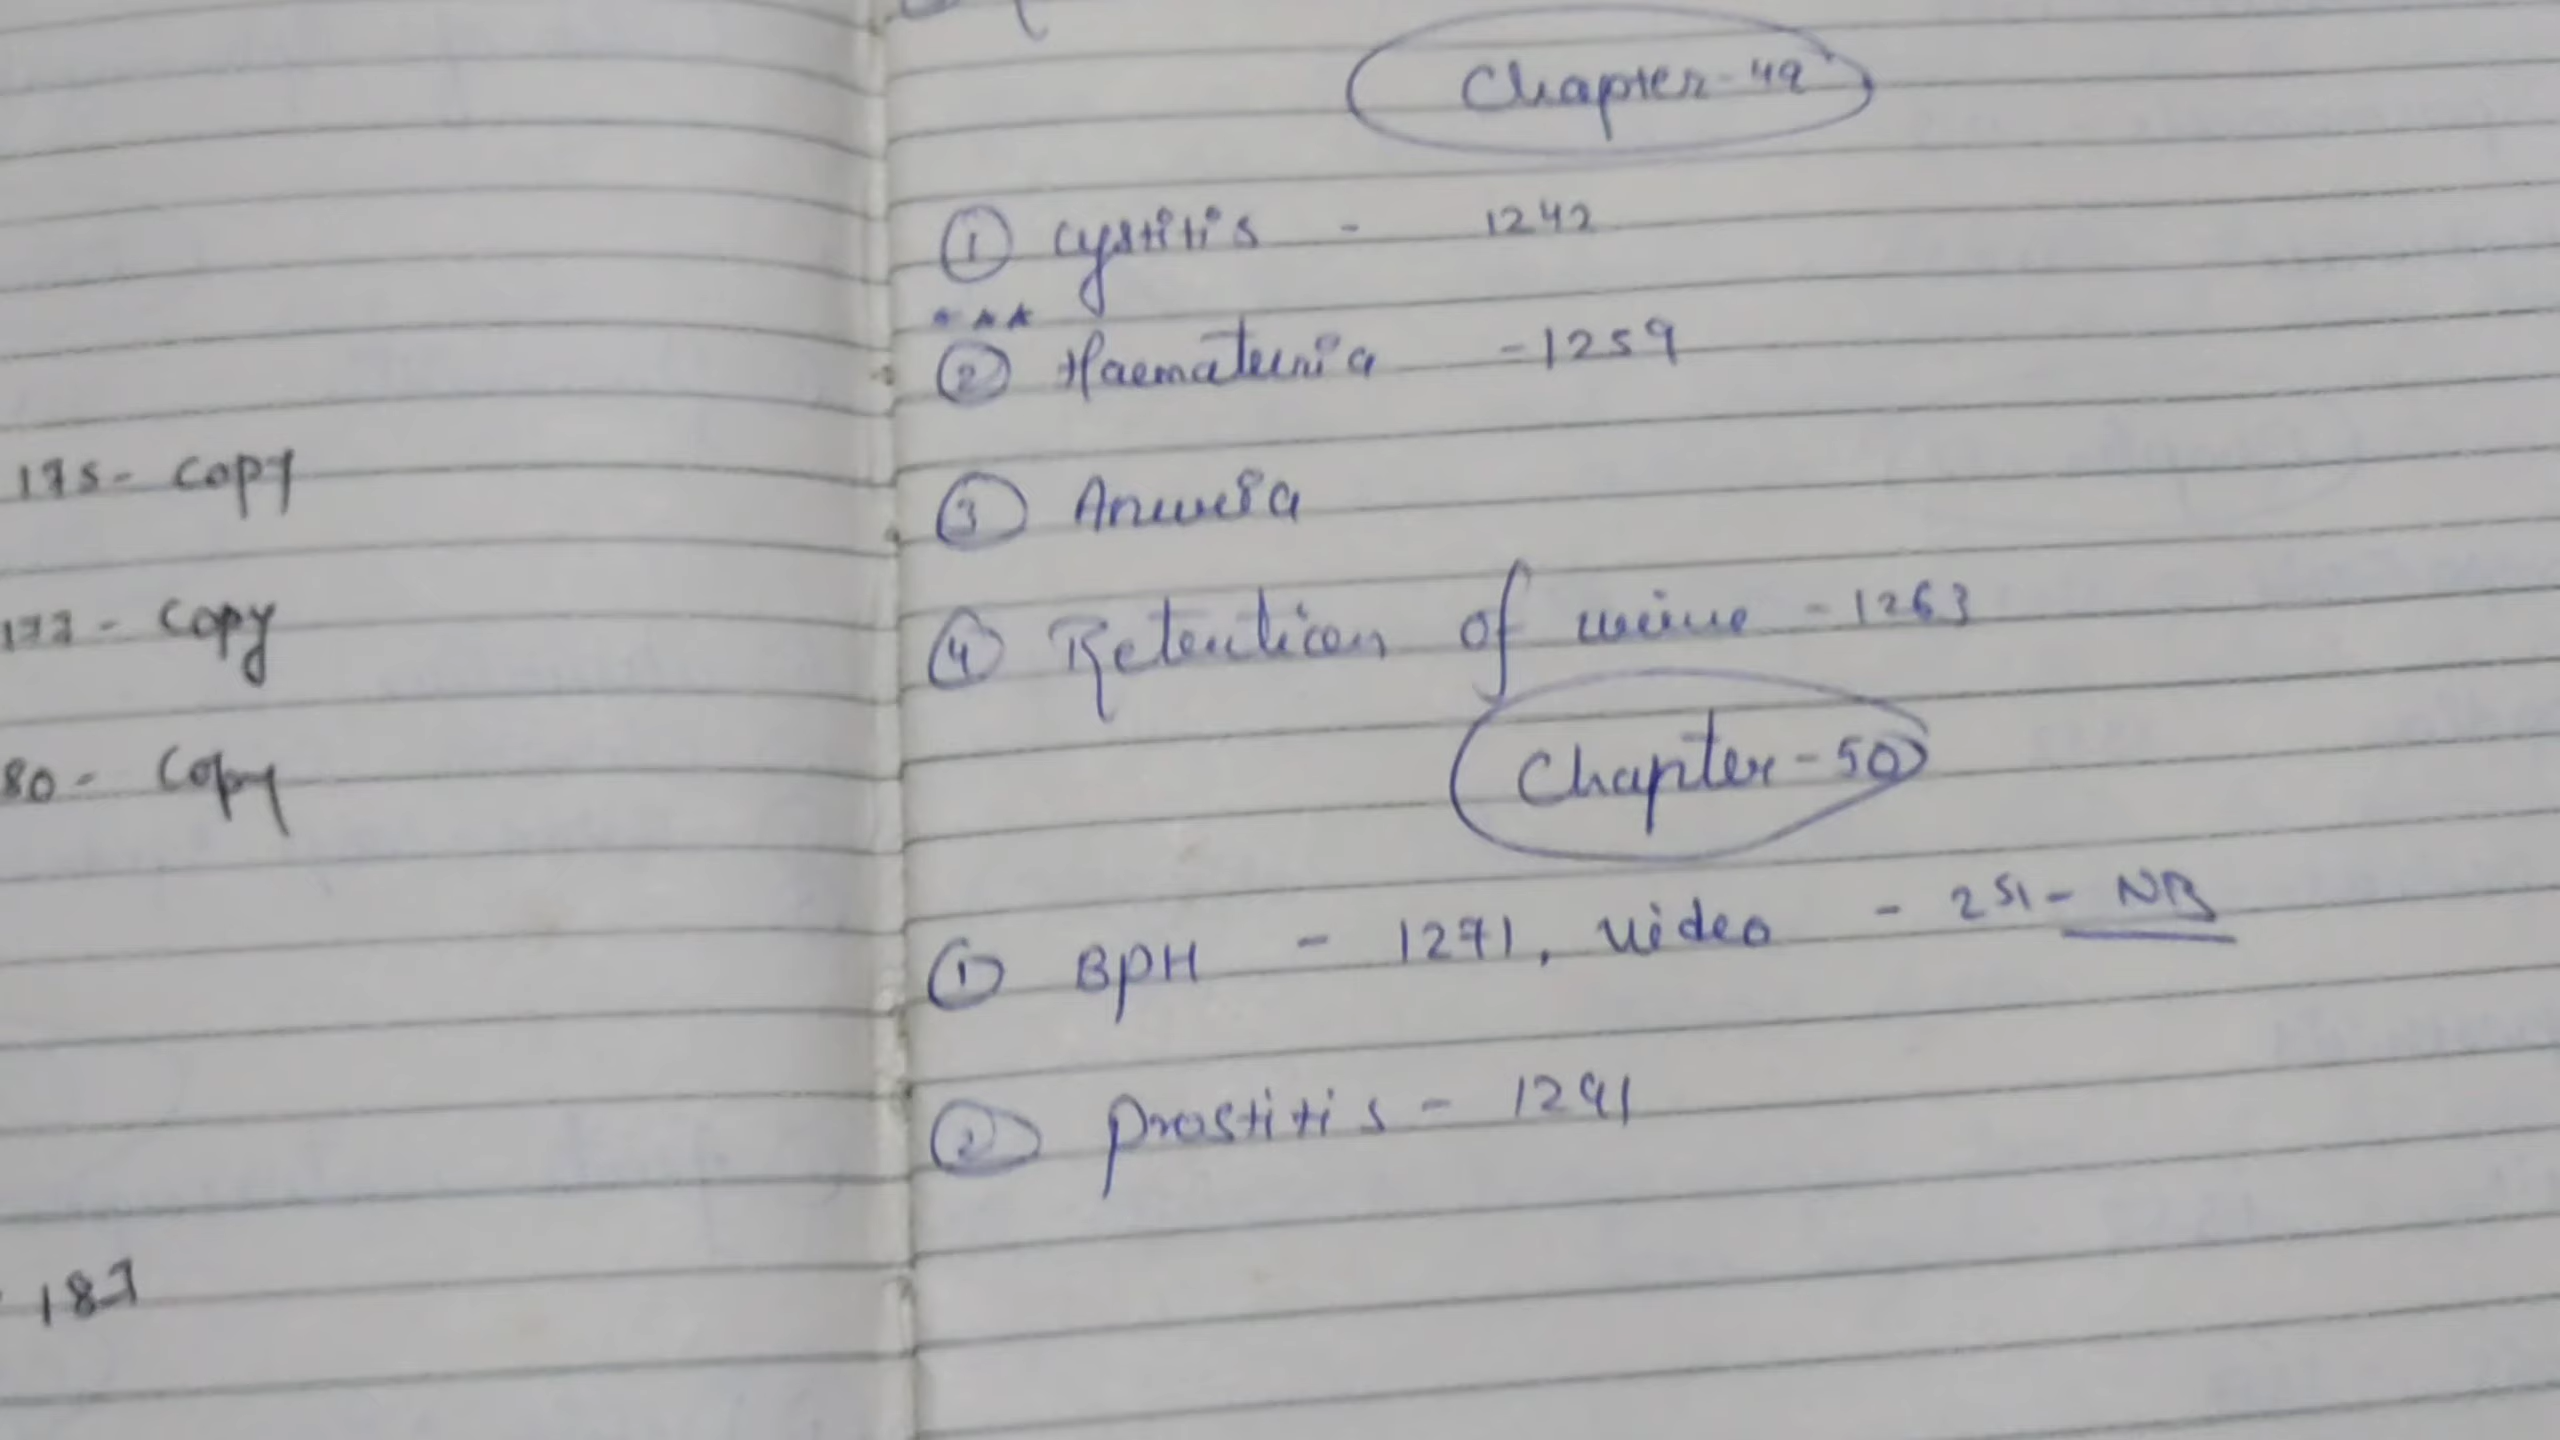 175- copy
177- copy
80- copy
187
Chapter-49
① Cystitis - 1242
***
② Haematuria -1259
③ Anuria
④ Retention of urine -1263
Chapter-50
① BPH - 1271, video - 251- NB
② Prostitis - 1291